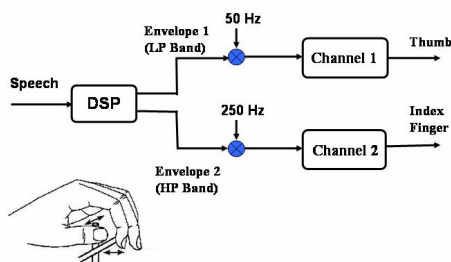 50 Hz
Envelope 1
(LP Band)
Channel 1
Thumb
Speech
DSP
250 Hz
Index
Finger
Channel 2
Envelope 2
(HP Band)